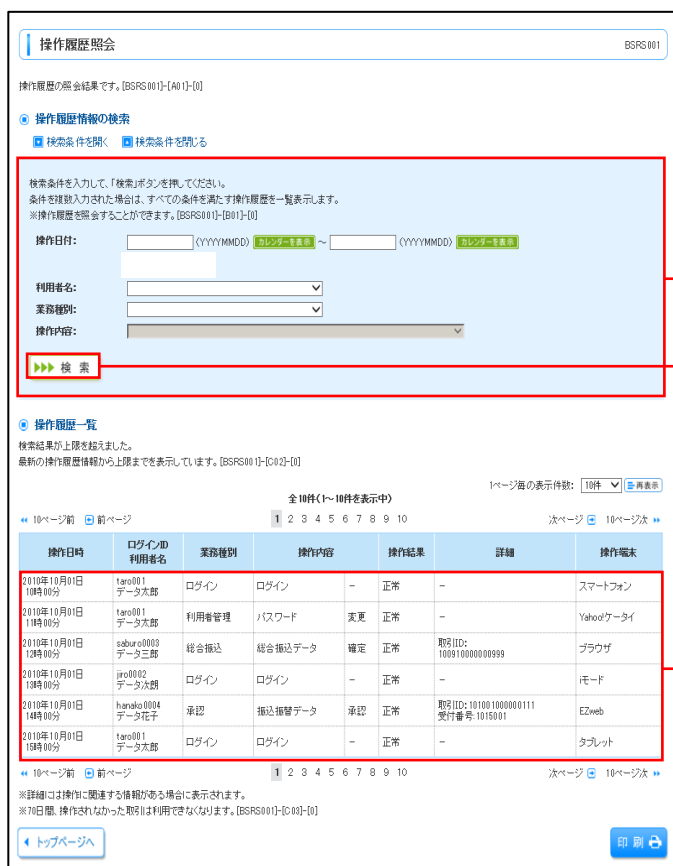 操作履歴照会 BSRS001
操作履歴の照会結果です。[BSRS001]-[A01]-[0]
操作履歴情報の検索
検索条件を開く 検索条件を閉じる
検索条件を入力して、「検索」ボタンを押してください。
条件を複数入力された場合は、すべての条件を満たす操作履歴を一覧表示します。
※操作履歴を照会することができます。[BSRS001]-[B01]-[0]
操作日付: (YYYYMMDD) カレンダーを表示 ~ (YYYYMMDD) カレンダーを表示
利用者名:
業務種別:
操作内容:
検 索
操作履歴一覧
検索結果が上限を超えました。
最新の操作履歴情報から上限までを表示しています。[BSRS001]-[C02]-[0]
1ページ毎の表示件数: 10件 再表示
全10件(1~10件を表示中)
10ページ前 前ページ 1 2 3 4 5 6 7 8 9 10 次ページ 10ページ次
操作日時 ログインID 利用者名 業務種別 操作内容 操作結果 詳細 操作端末
2010年10月01日 taro001 ログイン ログイン − 正常 − スマートフォン
10時00分 データ太郎
2010年10月01日 taro001 利用者管理 パスワード 変更 正常 − Yahoo!ケータイ
11時00分 データ太郎
2010年10月01日 saburo0003 総合振込 総合振込データ 確定 正常 取引ID: ブラウザ
12時00分 データ三郎 100910000000999
2010年10月01日 jiro0002 ログイン ログイン − 正常 − iモード
13時00分 データ次朗
2010年10月01日 hanako0004 承認 振込振替データ 承認 正常 取引ID:101001000000111 EZweb
14時00分 データ花子 受付番号:1015001
2010年10月01日 taro001 ログイン ログイン − 正常 − タブレット
15時00分 データ太郎
10ページ前 前ページ 1 2 3 4 5 6 7 8 9 10 次ページ 10ページ次
※詳細には操作に関連する情報がある場合に表示されます。
※70日間、操作されなかった取引は利用できなくなります。[BSRS001]-[C03]-[0]
トップページへ 印 刷